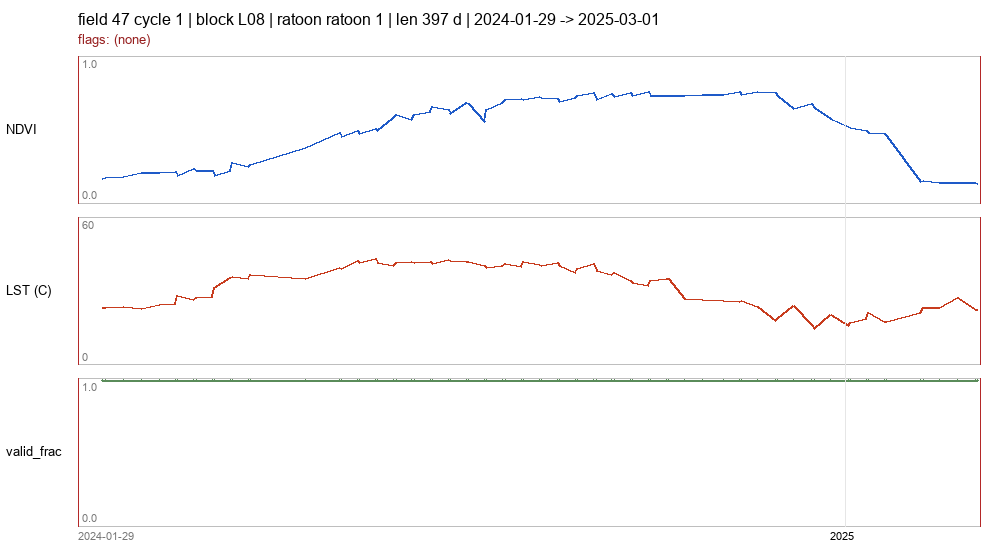 field 47 cycle 1 | block L08 | ratoon ratoon 1 | len 397 d | 2024-01-29 -> 2025-03-01
flags: (none)
1.0
NDVI
0.0
60
LST (C)
0
1.0
valid_frac
0.0
2024-01-29 2025